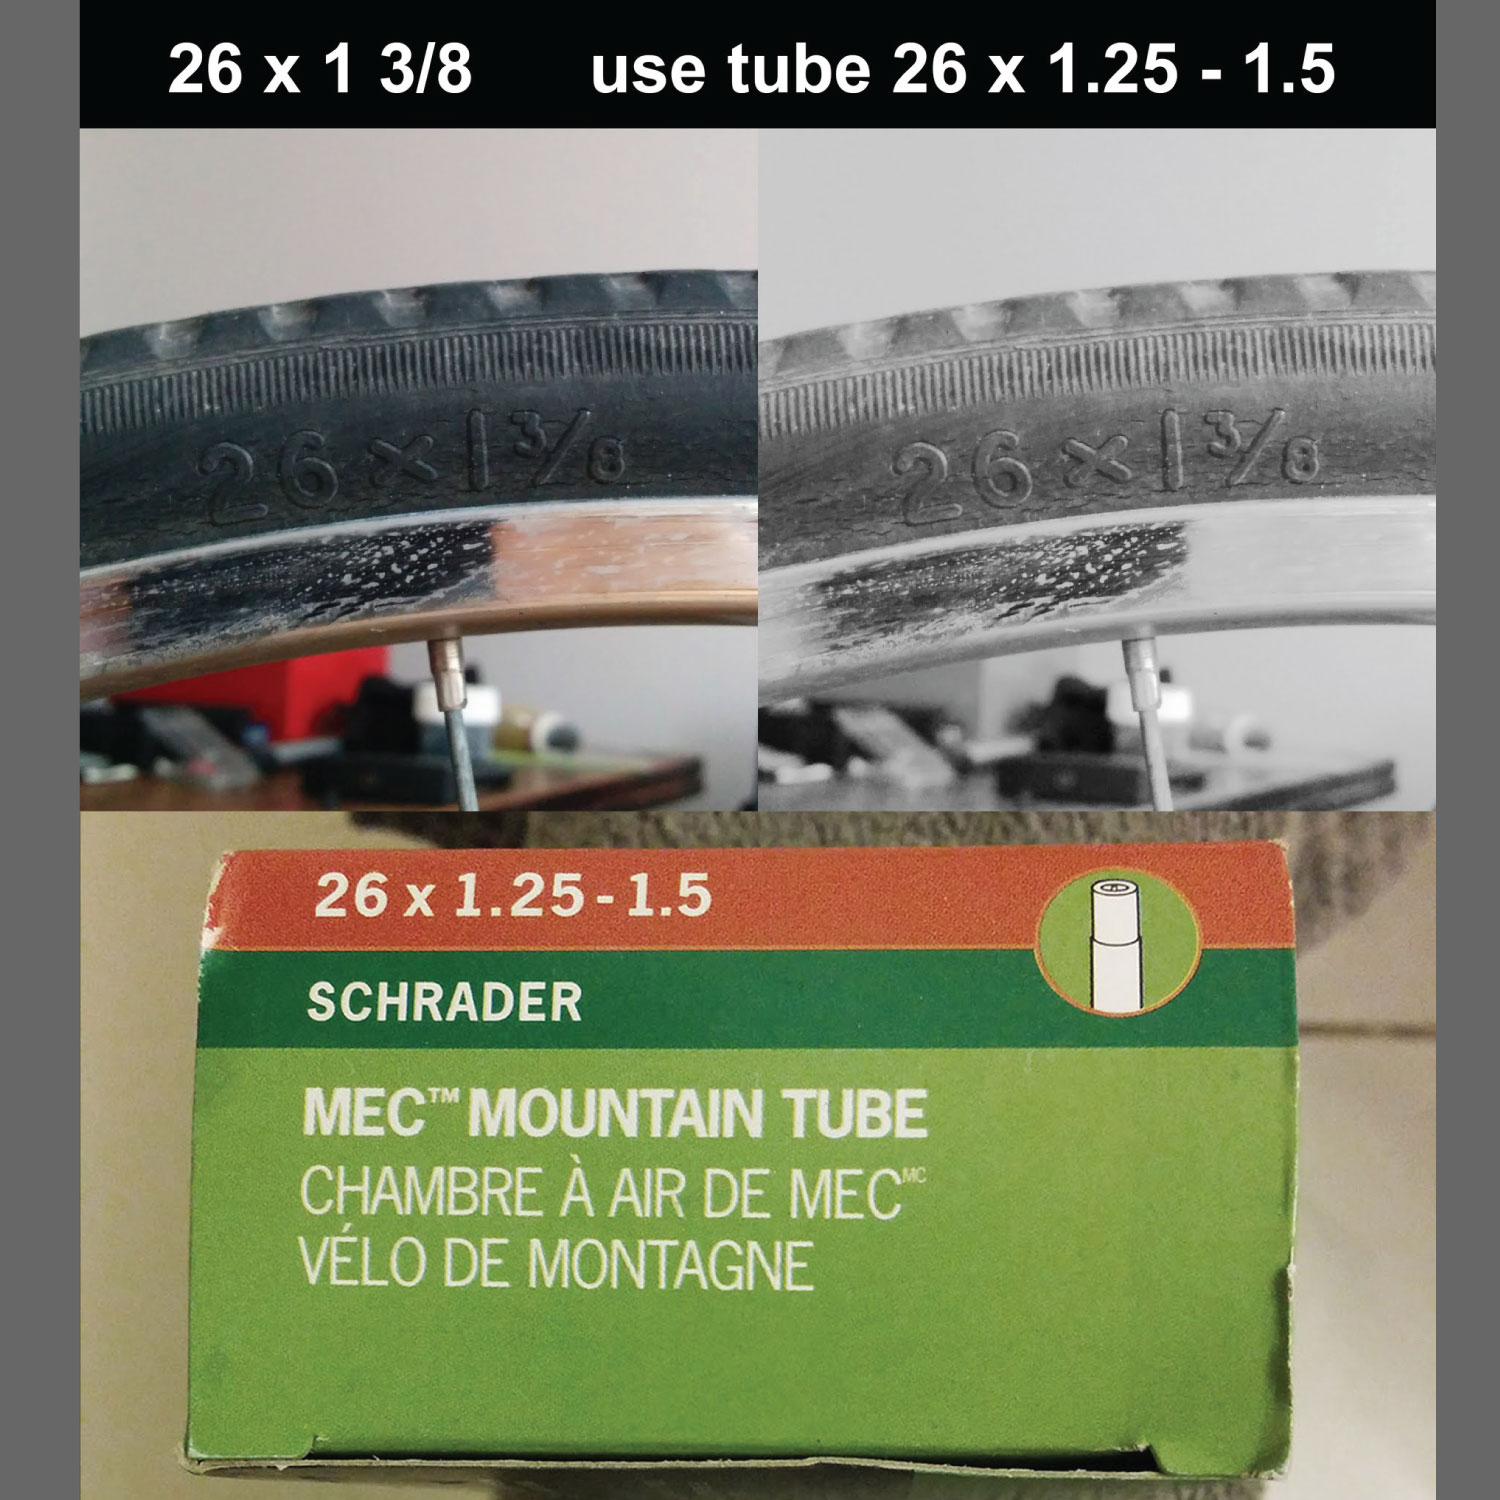 26 x 1 3/8 use tube 26 x 1.25 - 1.5
26 x 1 3/8 26 x 1 3/8
26 x 1.25-1.5
SCHRADER
MEC™ MOUNTAIN TUBE
CHAMBRE À AIR DE MEC MC
VÉLO DE MONTAGNE